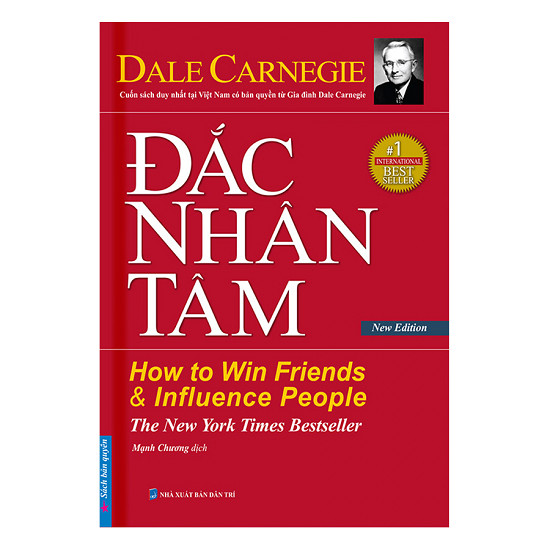 DALE CARNEGIE
Cuốn sách duy nhất tại Việt Nam có bản quyền từ Gia đình Dale Carnegie
#1
INTERNATIONAL
BEST
SELLER
ĐẮC
NHÂN
TÂM
New Edition
How to Win Friends
& Influence People
The New York Times Bestseller
Mạnh Chương dịch
Sách bản quyền
NHÀ XUẤT BẢN DÂN TRÍ